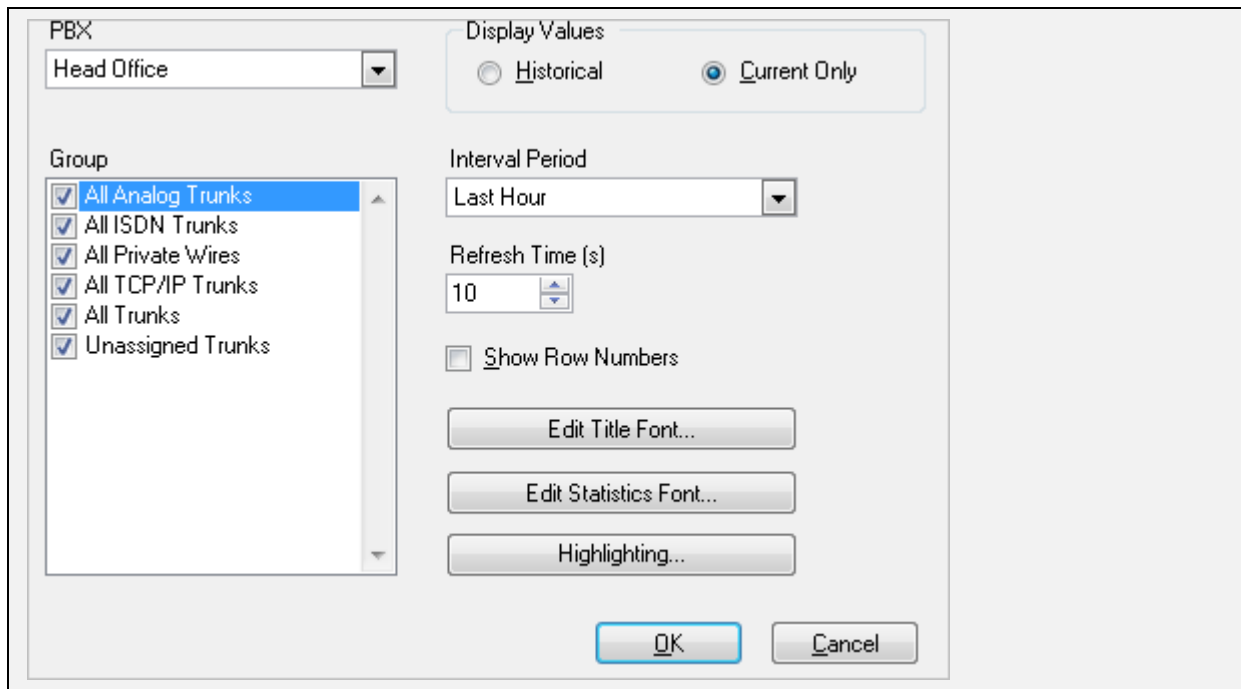 PBX
Head Office
Display Values
Historical
Current Only
Group
All Analog Trunks
All ISDN Trunks
All Private Wires
All TCP/IP Trunks
All Trunks
Unassigned Trunks
Interval Period
Last Hour
Refresh Time (s)
10
Show Row Numbers
Edit Title Font...
Edit Statistics Font...
Highlighting...
OK
Cancel